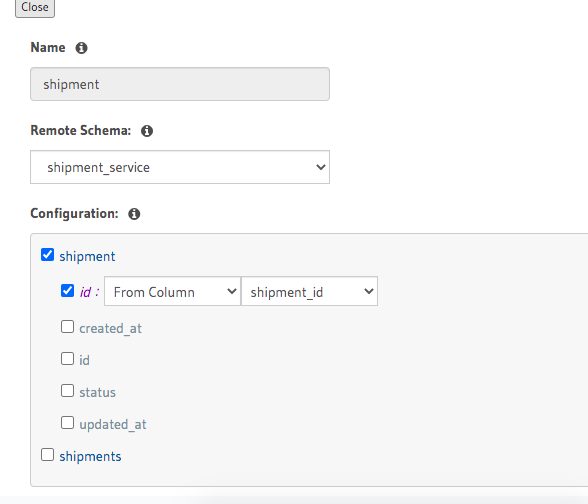 Close
Name
shipment
Remote Schema:
shipment_service
Configuration:
shipment
id : From Column shipment_id
created_at
id
status
updated_at
shipments